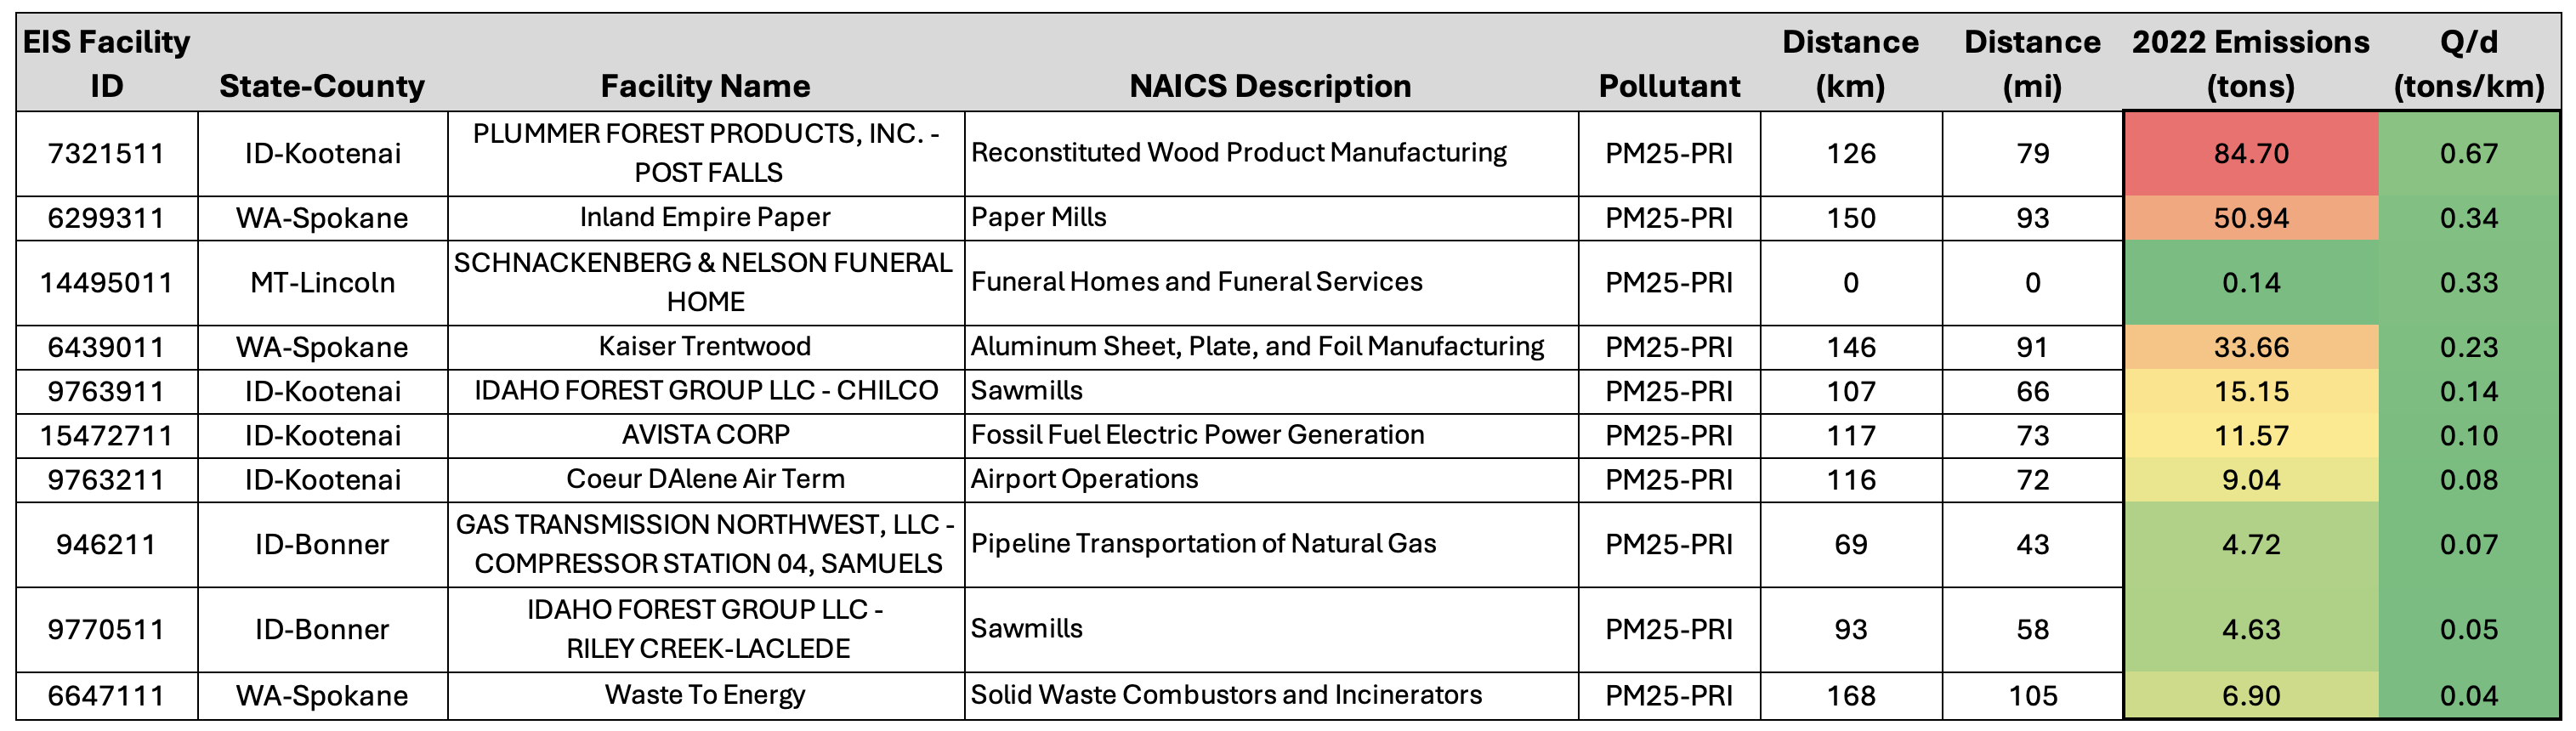 EIS Facility ID State-County Facility Name NAICS Description Pollutant Distance (km) Distance (mi) 2022 Emissions (tons) Q/d (tons/km)
7321511 ID-Kootenai PLUMMER FOREST PRODUCTS, INC. - POST FALLS Reconstituted Wood Product Manufacturing PM25-PRI 126 79 84.70 0.67
6299311 WA-Spokane Inland Empire Paper Paper Mills PM25-PRI 150 93 50.94 0.34
14495011 MT-Lincoln SCHNACKENBERG & NELSON FUNERAL HOME Funeral Homes and Funeral Services PM25-PRI 0 0 0.14 0.33
6439011 WA-Spokane Kaiser Trentwood Aluminum Sheet, Plate, and Foil Manufacturing PM25-PRI 146 91 33.66 0.23
9763911 ID-Kootenai IDAHO FOREST GROUP LLC - CHILCO Sawmills PM25-PRI 107 66 15.15 0.14
15472711 ID-Kootenai AVISTA CORP Fossil Fuel Electric Power Generation PM25-PRI 117 73 11.57 0.10
9763211 ID-Kootenai Coeur DAlene Air Term Airport Operations PM25-PRI 116 72 9.04 0.08
946211 ID-Bonner GAS TRANSMISSION NORTHWEST, LLC - COMPRESSOR STATION 04, SAMUELS Pipeline Transportation of Natural Gas PM25-PRI 69 43 4.72 0.07
9770511 ID-Bonner IDAHO FOREST GROUP LLC - RILEY CREEK-LACLEDE Sawmills PM25-PRI 93 58 4.63 0.05
6647111 WA-Spokane Waste To Energy Solid Waste Combustors and Incinerators PM25-PRI 168 105 6.90 0.04